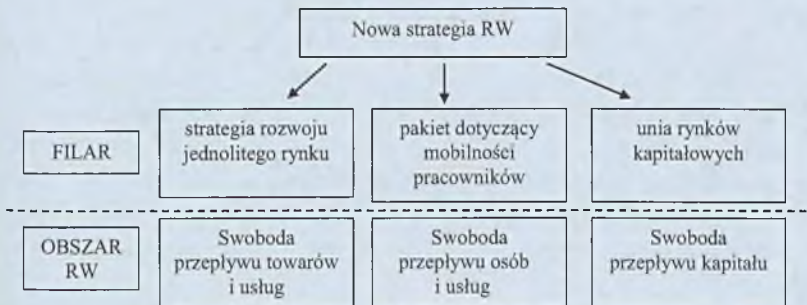 Nowa strategia RW
FILAR
strategia rozwoju
jednolitego rynku
pakiet dotyczący
mobilności
pracowników
unia rynków
kapitałowych
OBSZAR
RW
Swoboda
przepływu towarów
i usług
Swoboda
przepływu osób
i usług
Swoboda
przepływu kapitału